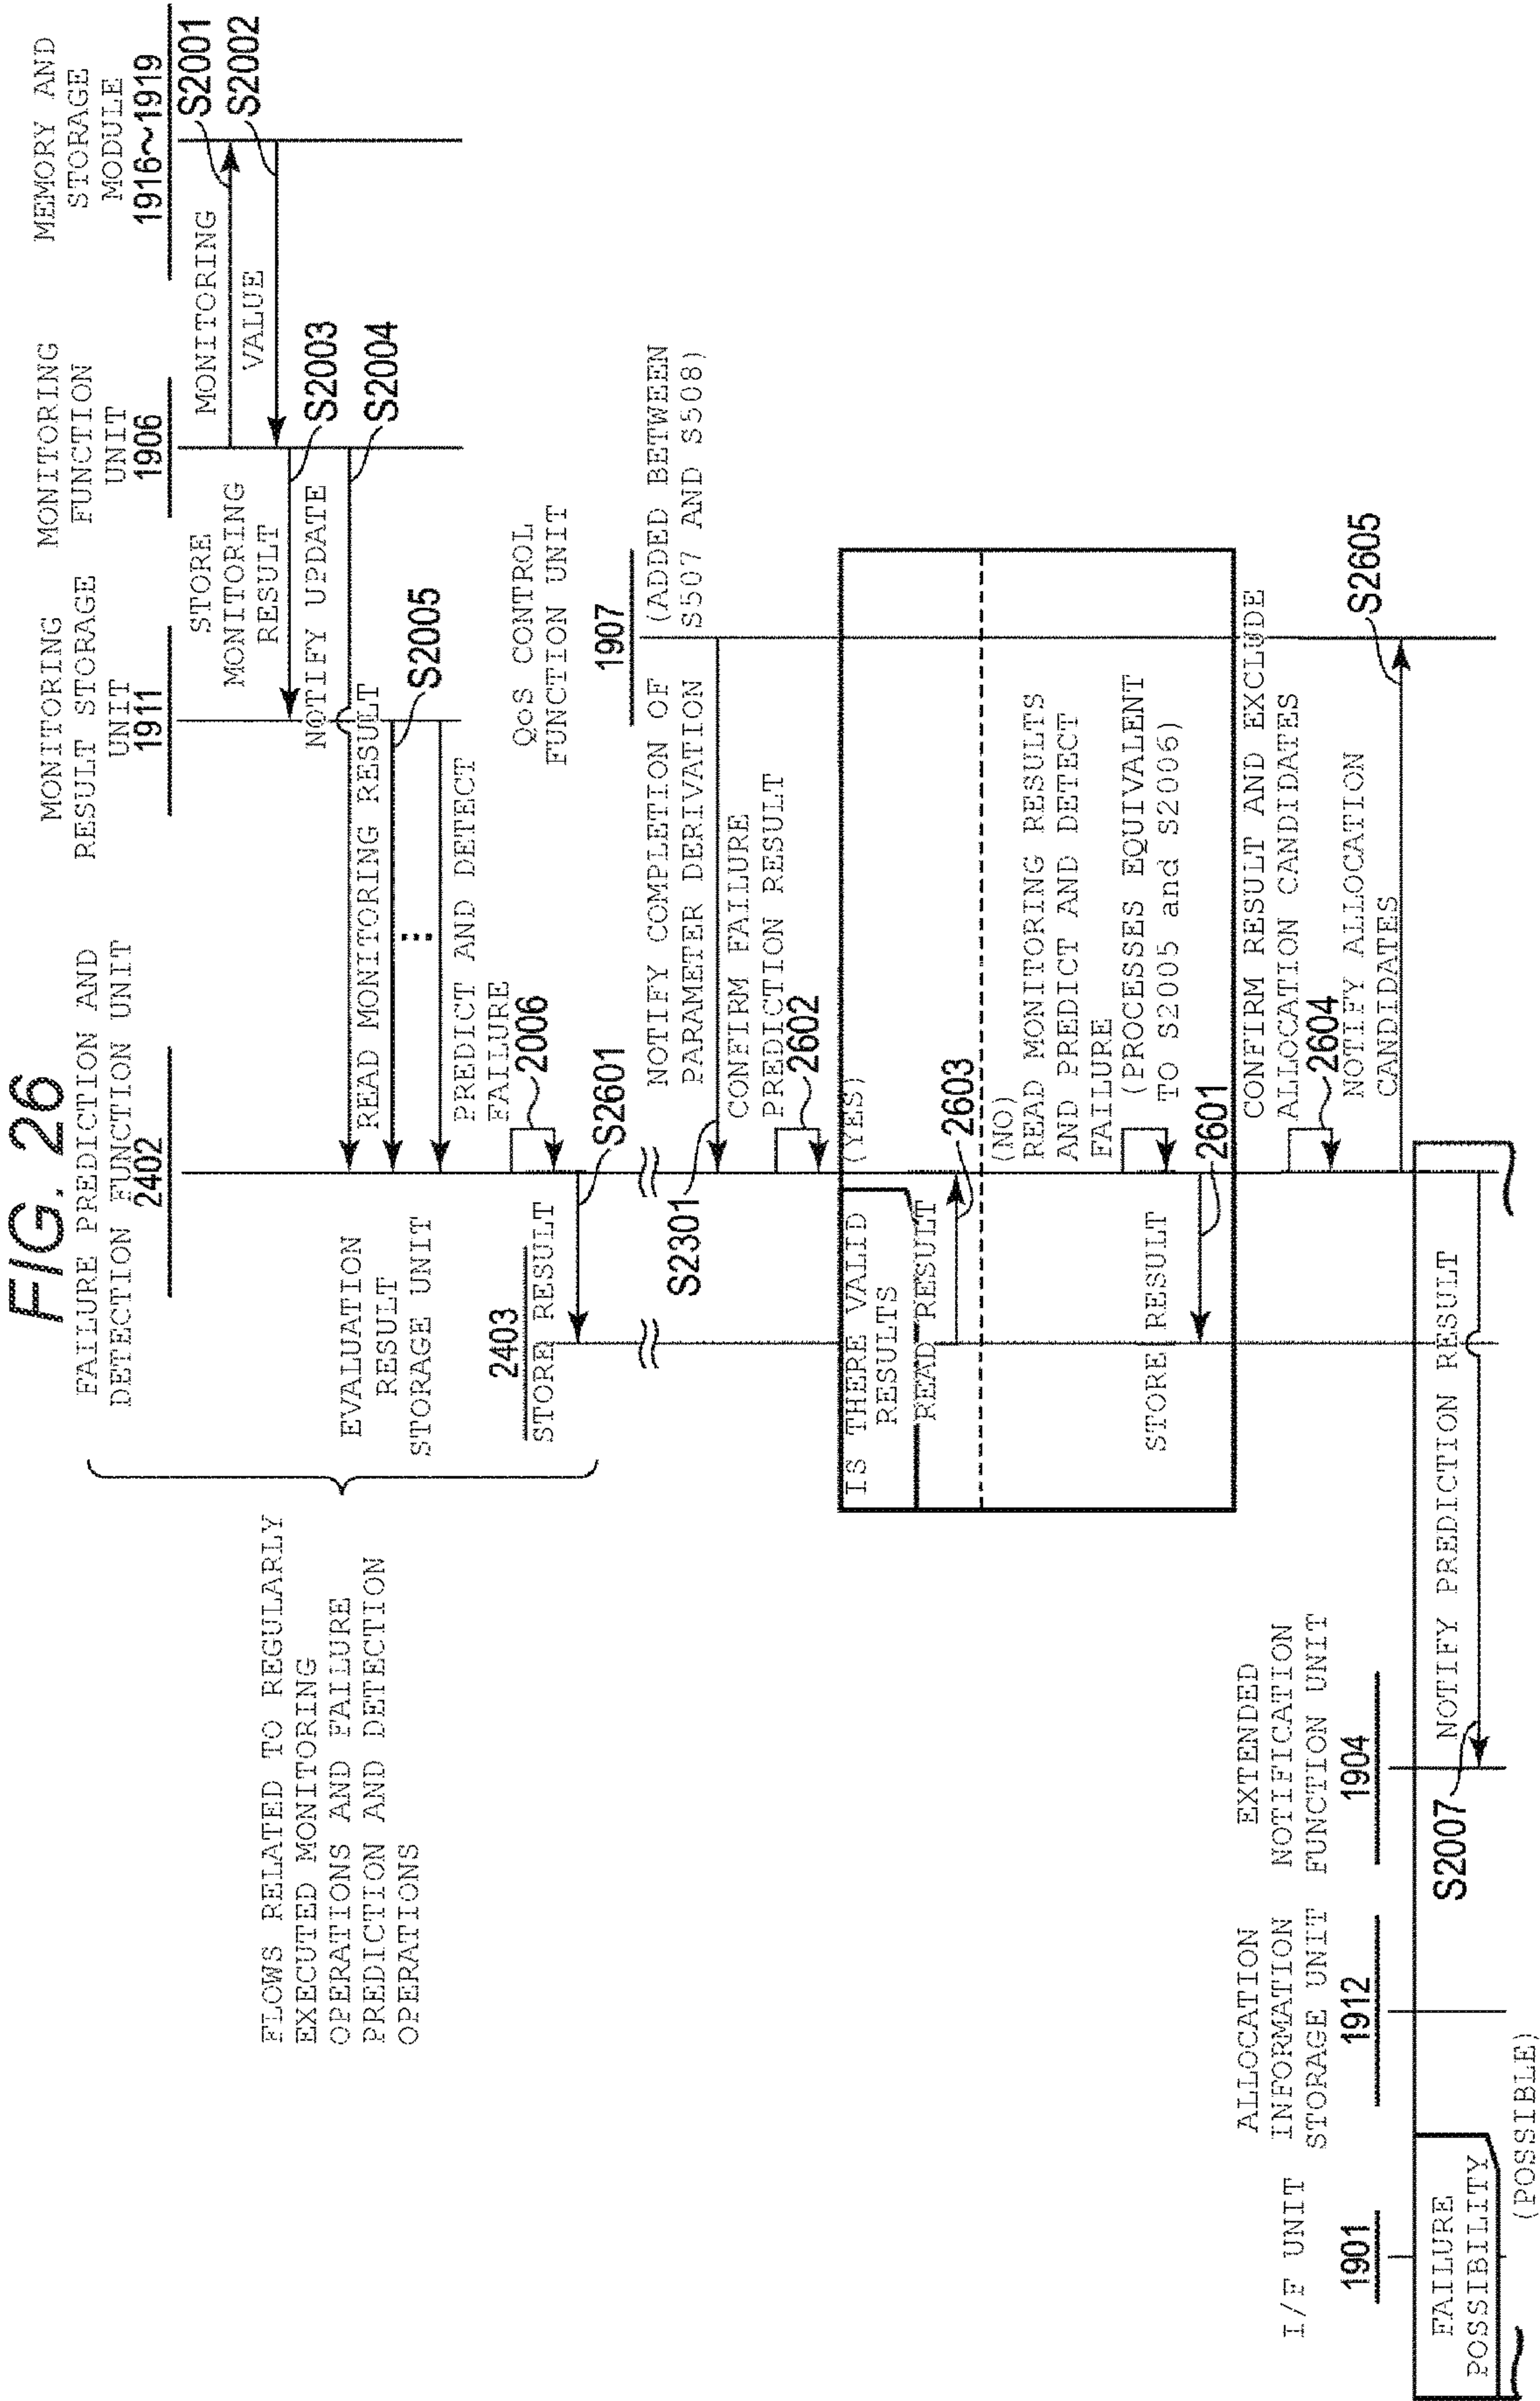 FIG. 26
FAILURE PREDICTION AND
DETECTION FUNCTION UNIT
2402
MONITORING
RESULT STORAGE
UNIT
1911
MONITORING
FUNCTION
UNIT
1906
MEMORY AND
STORAGE
MODULE
1916~1919
MONITORING
S2001
VALUE
S2002
STORE
MONITORING
RESULT
S2003
NOTIFY UPDATE
S2004
READ MONITORING RESULT
S2005
PREDICT AND DETECT
FAILURE
2006
EVALUATION
RESULT
STORAGE UNIT
2403
STORE RESULT
S2601
FLOWS RELATED TO REGULARLY
EXECUTED MONITORING
OPERATIONS AND FAILURE
PREDICTION AND DETECTION
OPERATIONS
QoS CONTROL
FUNCTION UNIT
1907
NOTIFY COMPLETION OF
PARAMETER DERIVATION
(ADDED BETWEEN
S507 AND S508)
S2301
CONFIRM FAILURE
PREDICTION RESULT
2602
IS THERE VALID
RESULTS
(YES)
READ RESULT
2603
(NO)
READ MONITORING RESULTS
AND PREDICT AND DETECT
FAILURE
(PROCESSES EQUIVALENT
TO S2005 and S2006)
STORE RESULT
2601
CONFIRM RESULT AND EXCLUDE
ALLOCATION CANDIDATES
2604
NOTIFY ALLOCATION
CANDIDATES
S2605
I/F UNIT
1901
ALLOCATION
INFORMATION
STORAGE UNIT
1912
EXTENDED
NOTIFICATION
FUNCTION UNIT
1904
FAILURE
POSSIBILITY
(POSSIBLE)
NOTIFY PREDICTION RESULT
S2007